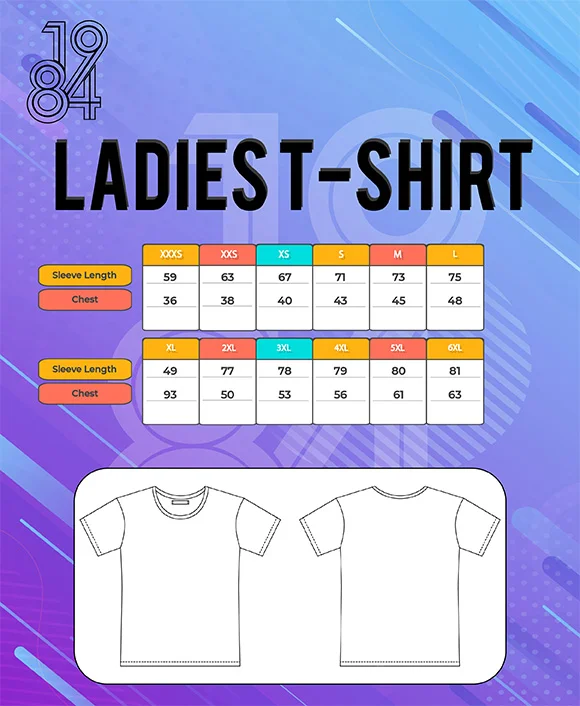 19
84
LADIES T-SHIRT
XXXS XXS XS S M L
Sleeve Length 59 63 67 71 73 75
Chest 36 38 40 43 45 48
XL 2XL 3XL 4XL 5XL 6XL
Sleeve Length 49 77 78 79 80 81
Chest 93 50 53 56 61 63